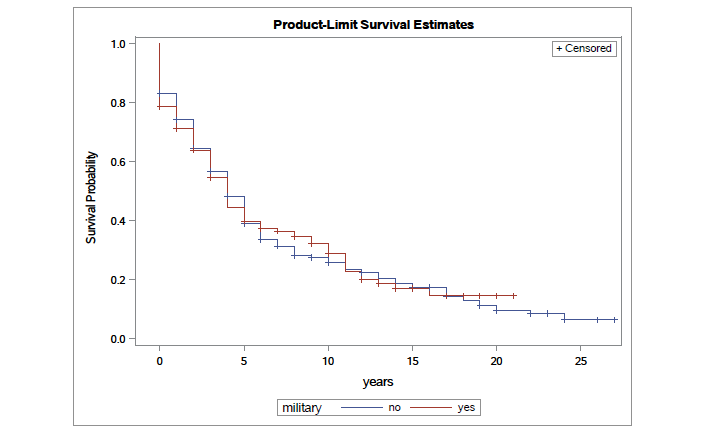 Product-Limit Survival Estimates
+ Censored
Survival Probability
1.0
0.8
0.6
0.4
0.2
0.0
0 5 10 15 20 25
years
military no yes